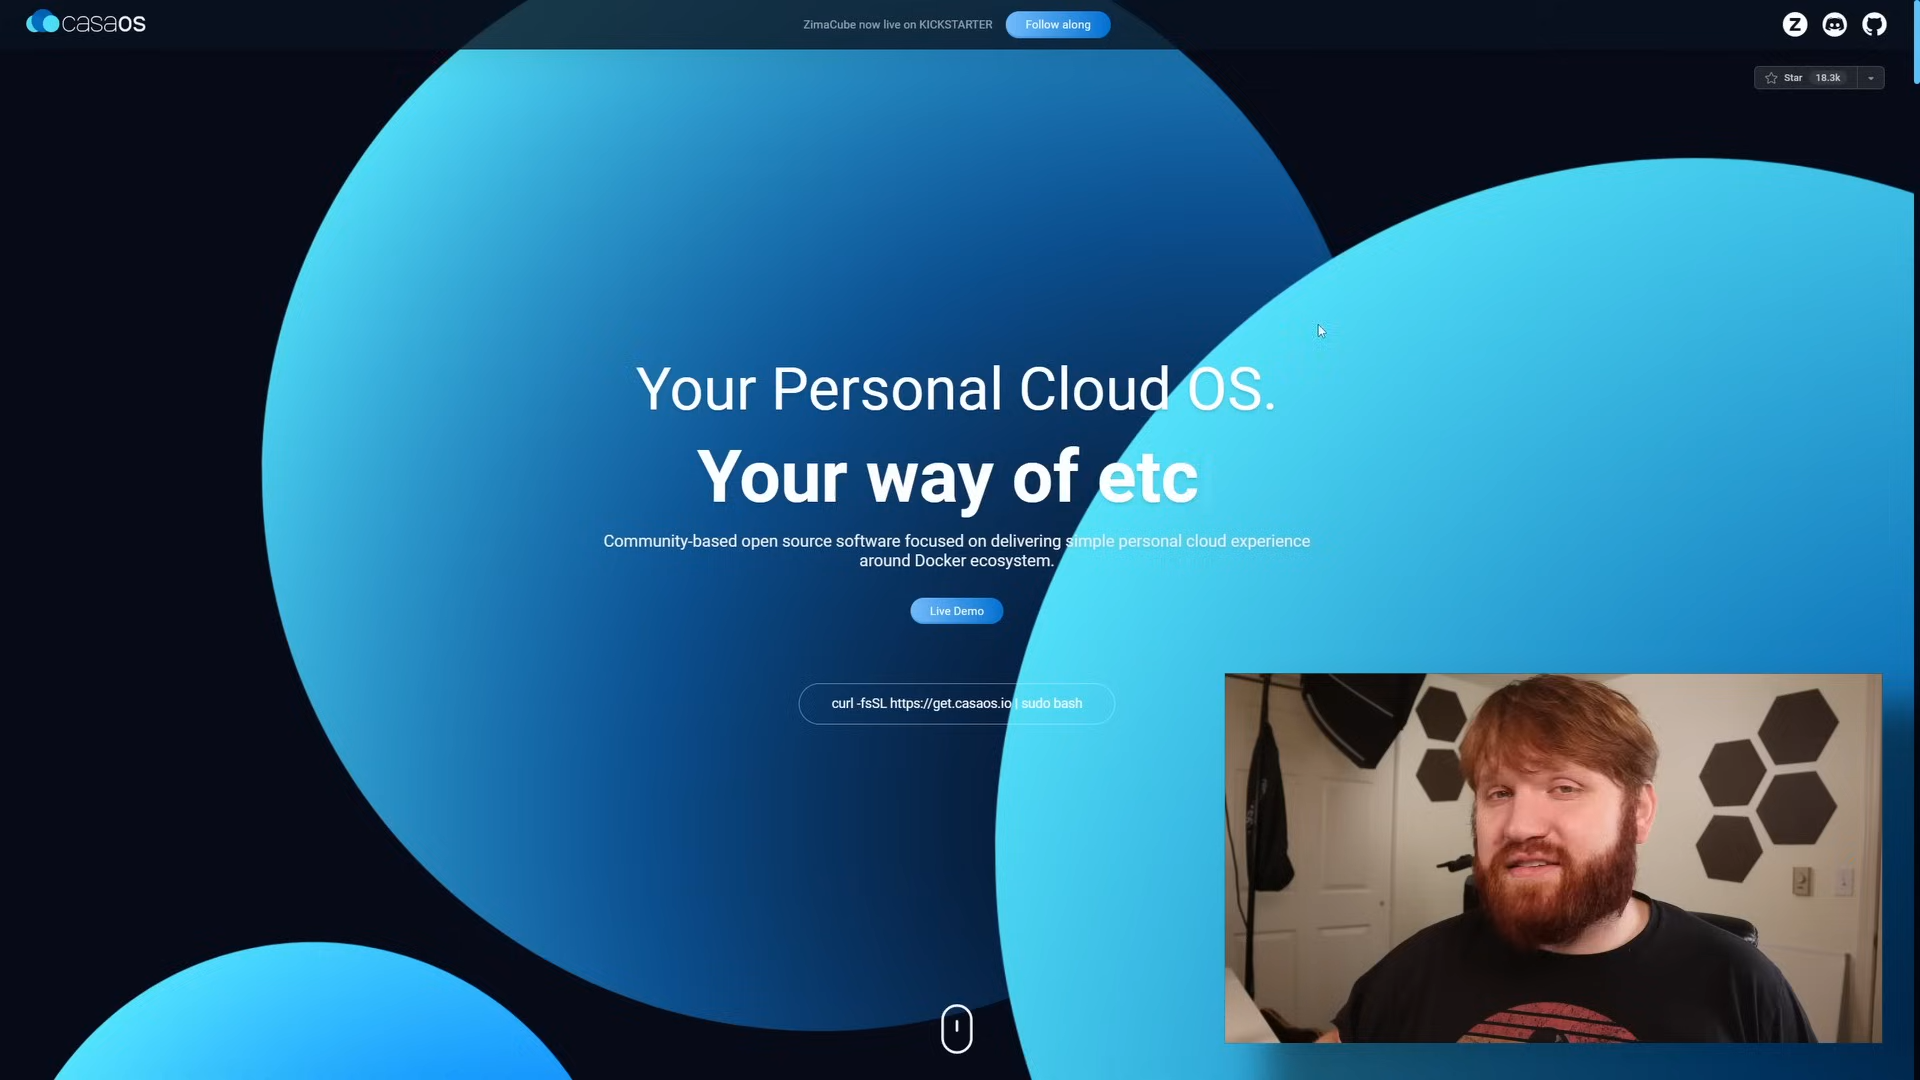 casaOS
ZimaCube now live on KICKSTARTER
Follow along
Z
Star 18.3k
Your Personal Cloud OS.
Your way of etc
Community-based open source software focused on delivering simple personal cloud experience
around Docker ecosystem.
Live Demo
curl -fsSL https://get.casaos.io | sudo bash